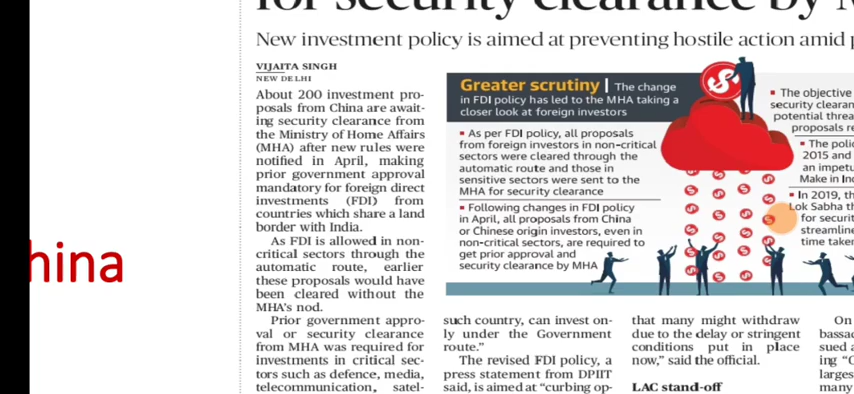 for security clearance by
New investment policy is aimed at preventing hostile action amid
hina
VIJAITA SINGH
NEW DELHI
About 200 investment pro-
posals from China are await-
ing security clearance from
the Ministry of Home Affairs
(MHA) after new rules were
notified in April, making
prior government approval
mandatory for foreign direct
investments (FDI) from
countries which share a land
border with India.
As FDI is allowed in non-
critical sectors through the
automatic route, earlier
these proposals would have
been cleared without the
MHA's nod.
Prior government appro-
val or security clearance
from MHA was required for
investments in critical sec-
tors such as defence, media,
telecommunication, satel-
Greater scrutiny | The change
in FDI policy has led to the MHA taking a
closer look at foreign investors
▪ As per FDI policy, all proposals
from foreign investors in non-critical
sectors were cleared through the
automatic route and those in
sensitive sectors were sent to the
MHA for security clearance
▪ Following changes in FDI policy
in April, all proposals from China
or Chinese origin investors, even in
non-critical sectors, are required to
get prior approval and
security clearance by MHA
▪ The objective
security clearan
potential threa
proposals re
▪ The poli
2015 and
an impetu
Make in Ind
▪ In 2019, th
Lok Sabha th
for securit
streamline
time taken
such country, can invest on-
ly under the Government
route."
The revised FDI policy, a
press statement from DPIIT
said, is aimed at "curbing op-
that many might withdraw
due to the delay or stringent
conditions put in place
now," said the official.
LAC stand-off
On
bassad
sued a
ing "C
larges
many